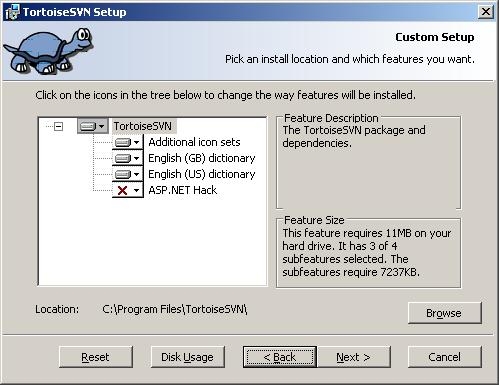 TortoiseSVN Setup
Custom Setup
Pick an install location and which features you want.
Click on the icons in the tree below to change the way features will be installed.
TortoiseSVN
Additional icon sets
English (GB) dictionary
English (US) dictionary
ASP.NET Hack
Feature Description
The TortoiseSVN package and
dependencies.
Feature Size
This feature requires 11MB on your
hard drive. It has 3 of 4
subfeatures selected. The
subfeatures require 7237KB.
Location: C:\Program Files\TortoiseSVN\
Browse
Reset Disk Usage < Back Next > Cancel